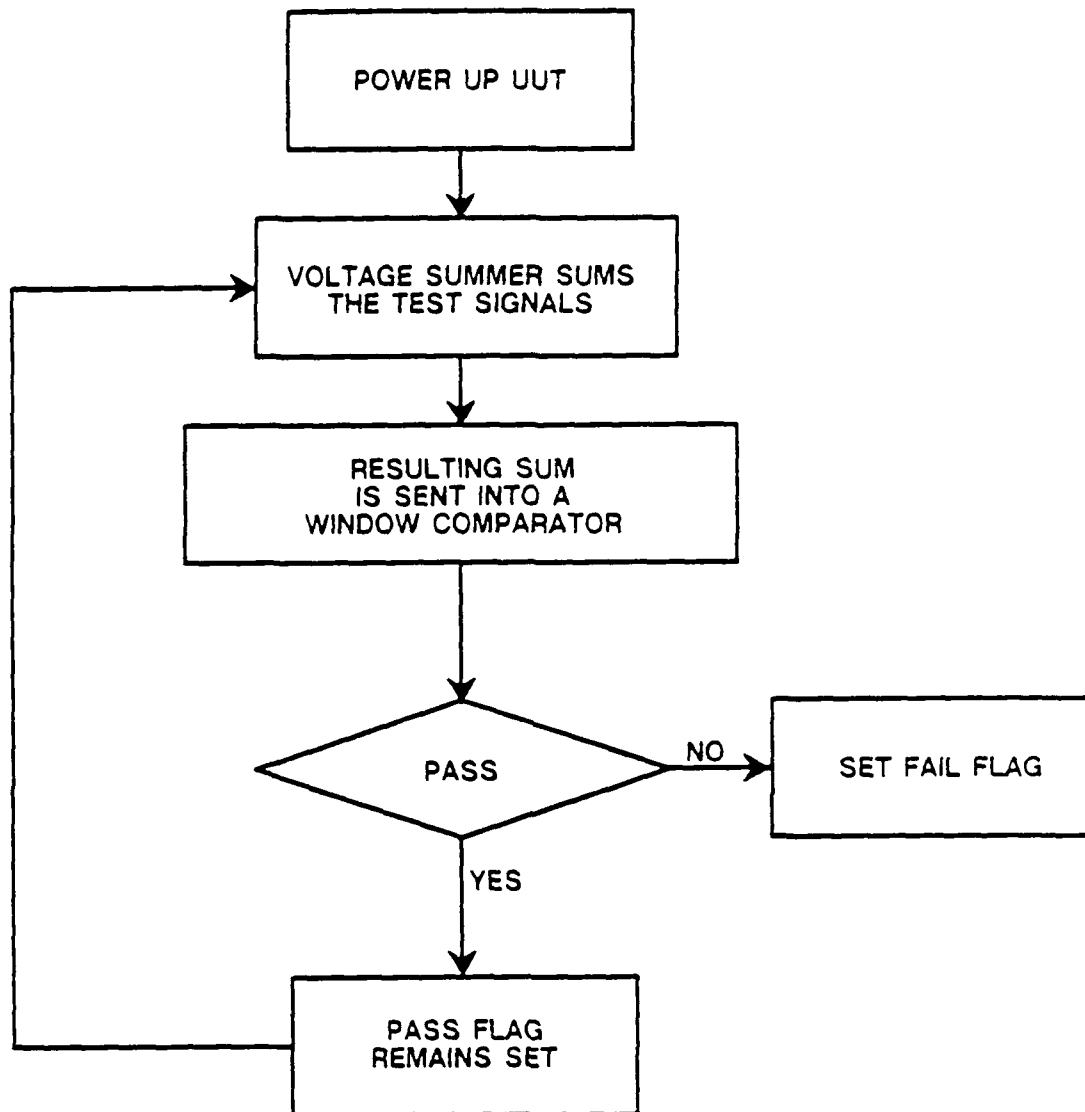 POWER UP UUT
VOLTAGE SUMMER SUMS
THE TEST SIGNALS
RESULTING SUM
IS SENT INTO A
WINDOW COMPARATOR
PASS
NO
SET FAIL FLAG
YES
PASS FLAG
REMAINS SET